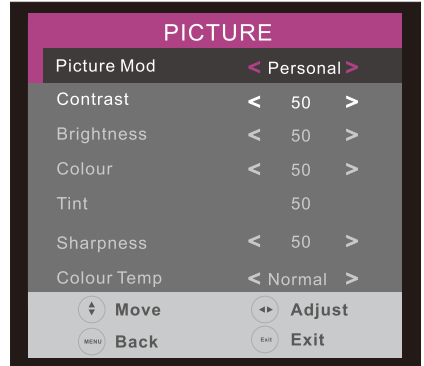 PICTURE
Picture Mod < Personal >
Contrast < 50 >
Brightness < 50 >
Colour < 50 >
Tint 50
Sharpness < 50 >
Colour Temp < Normal >
Move Adjust
MENU Back Exit Exit